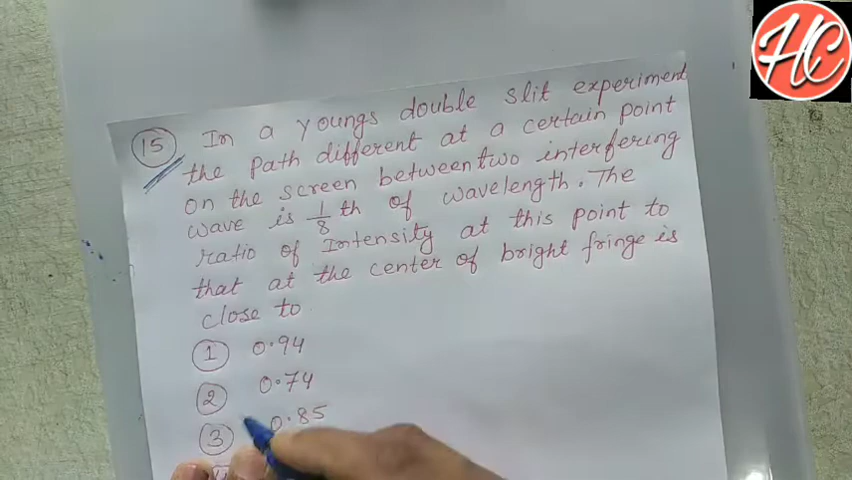 HC
15 In a youngs double slit experiment
the path different at a certain point
on the screen between two interfering
wave is 1/8 th of wavelength. The
ratio of Intensity at this point to
that at the center of bright fringe is
close to
1 0.94
2 0.74
3 0.85